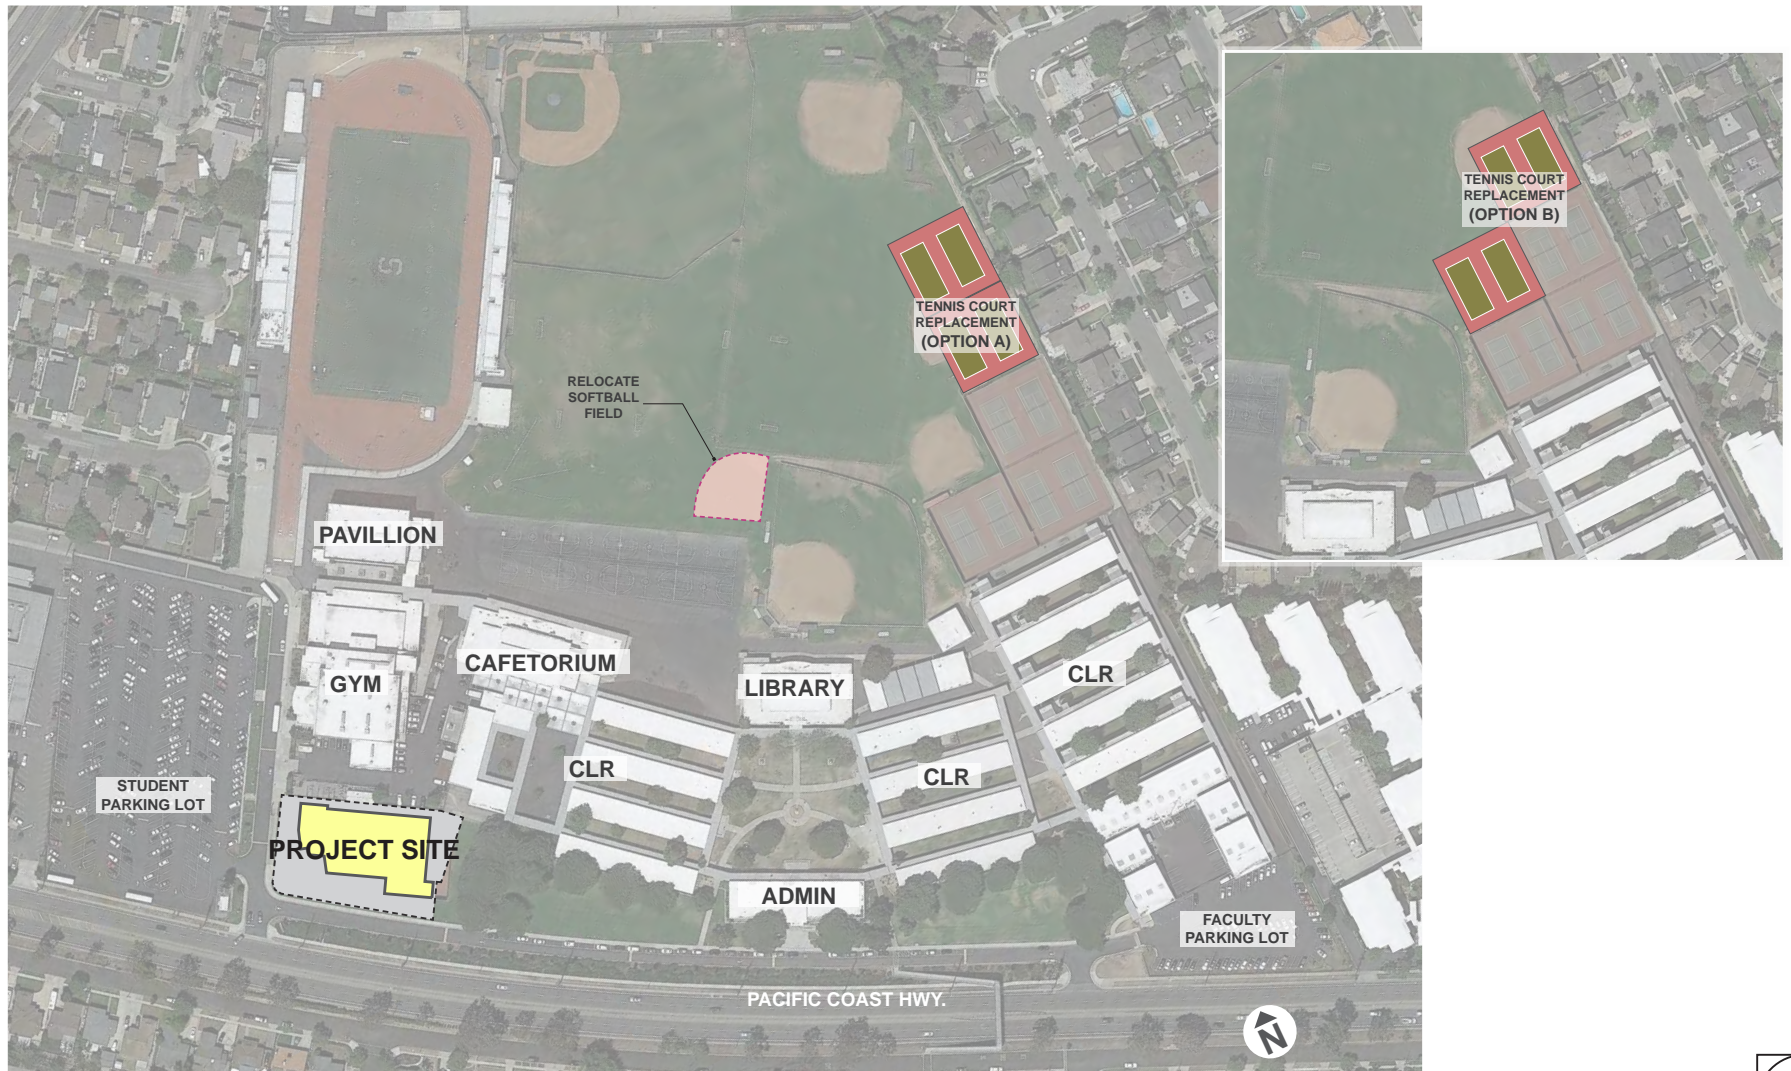 TENNIS COURT
REPLACEMENT
(OPTION B)
TENNIS COURT
REPLACEMENT
(OPTION A)
RELOCATE
SOFTBALL
FIELD
S
PAVILLION
CAFETORIUM
GYM
LIBRARY
CLR
CLR
CLR
STUDENT
PARKING LOT
PROJECT SITE
ADMIN
FACULTY
PARKING LOT
PACIFIC COAST HWY.
N